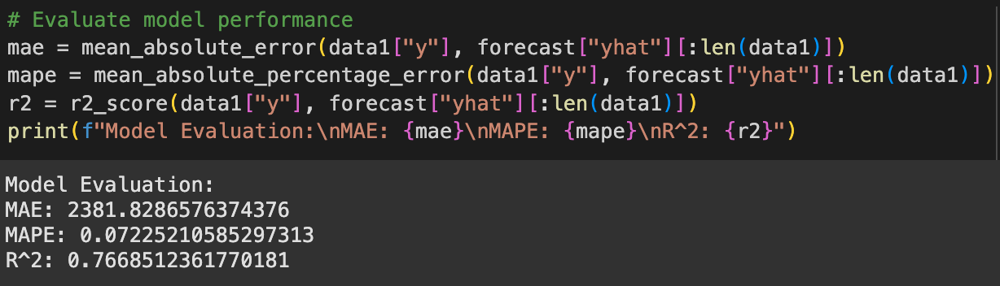 # Evaluate model performance
mae = mean_absolute_error(data1["y"], forecast["yhat"][:len(data1)])
mape = mean_absolute_percentage_error(data1["y"], forecast["yhat"][:len(data1)])
r2 = r2_score(data1["y"], forecast["yhat"][:len(data1)])
print(f"Model Evaluation:\nMAE: {mae}\nMAPE: {mape}\nR^2: {r2}")
Model Evaluation:
MAE: 2381.8286576374376
MAPE: 0.07225210585297313
R^2: 0.7668512361770181